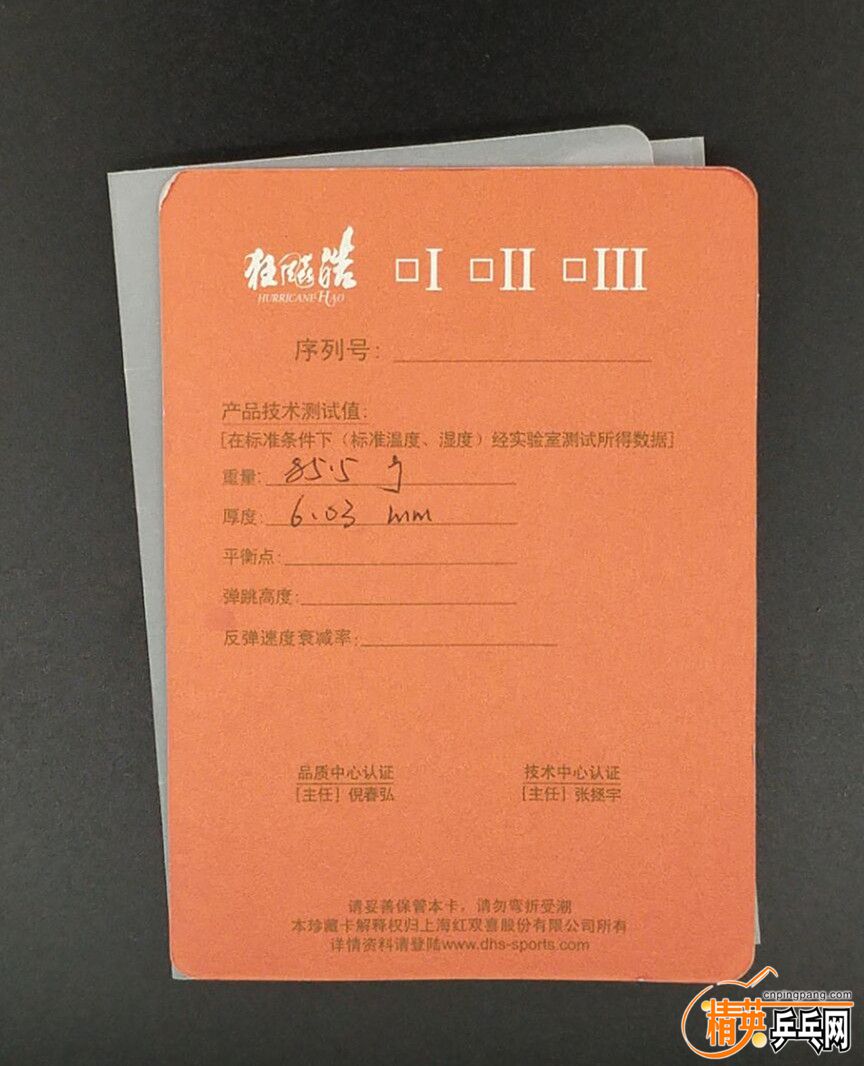 狂飚皓 □I □II □III
HURRICANE HAO
序列号：
产品技术测试值：
[在标准条件下（标准温度、湿度）经实验室测试所得数据]
重量: 85.5 g
厚度: 6.03 mm
平衡点:
弹跳高度:
反弹速度衰减率:
品质中心认证 技术中心认证
[主任] 倪春弘 [主任] 张拯宇
请妥善保管本卡，请勿弯折受潮
本珍藏卡解释权归上海红双喜股份有限公司所有
详情资料请登陆www.dhs-sports.com
cnpingpang.com
精英乒乓网